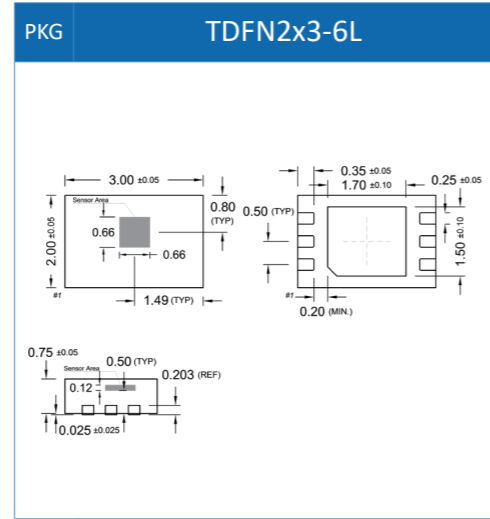 PKG TDFN2x3-6L
3.00 ±0.05
Sensor Area
0.80
(TYP)
2.00 ±0.05
0.66
0.66
#1
1.49 (TYP)
0.35 ±0.05
1.70 ±0.10
0.25 ±0.05
0.50 (TYP)
1.50 ±0.10
#1
0.20 (MIN.)
0.75 ±0.05
Sensor Area
0.50 (TYP)
0.203 (REF)
0.12
0.025 ±0.025